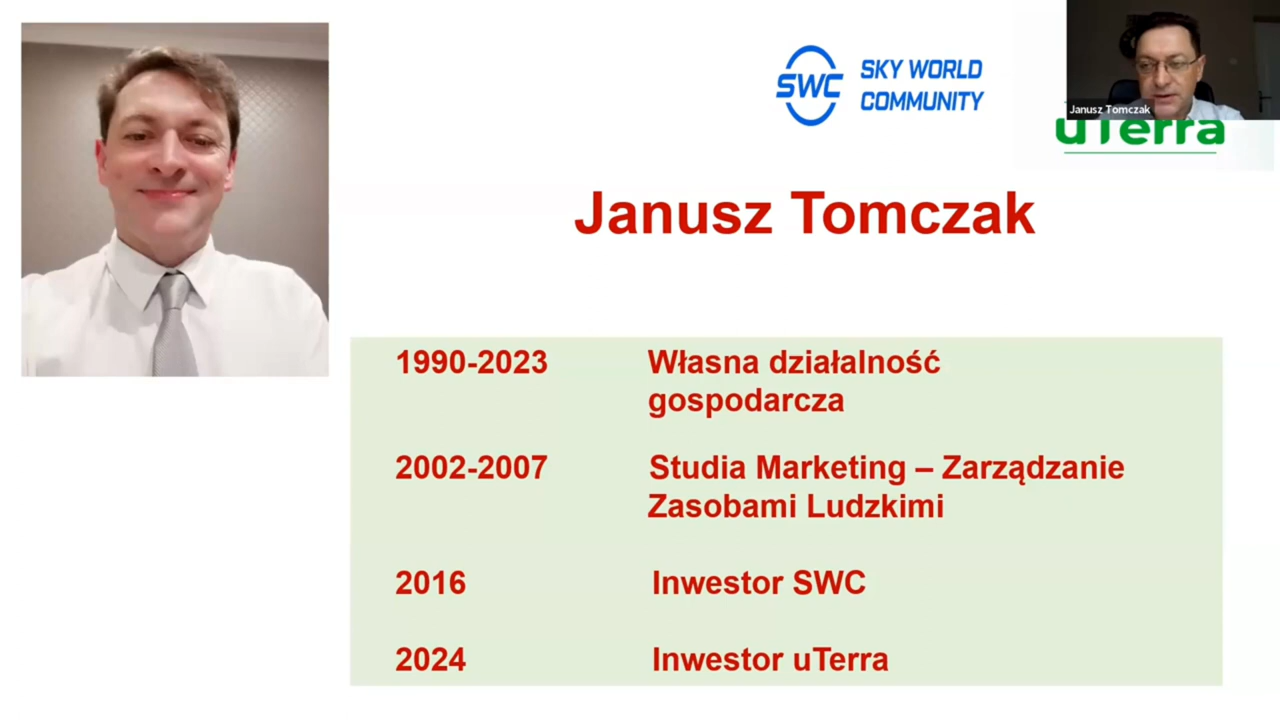 SWC
SKY WORLD
COMMUNITY
Janusz Tomczak
uTerra
Janusz Tomczak
1990-2023 Własna działalność
gospodarcza
2002-2007 Studia Marketing – Zarządzanie
Zasobami Ludzkimi
2016 Inwestor SWC
2024 Inwestor uTerra